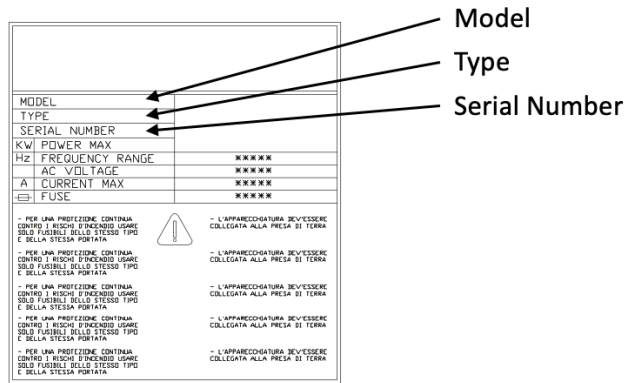 Model
Type
Serial Number
MODEL
TYPE
SERIAL NUMBER
KW POWER MAX
Hz FREQUENCY RANGE *****
AC VOLTAGE *****
A CURRENT MAX *****
FUSE *****
- PER UNA PROTEZIONE CONTINUA
CONTRO I RISCHI D'INCENDIO USARE
SOLO FUSIBILI DELLO STESSO TIPO
E DELLA STESSA PORTATA
- L'APPARECCHIATURA DEV'ESSERE
COLLEGATA ALLA PRESA DI TERRA
- PER UNA PROTEZIONE CONTINUA
CONTRO I RISCHI D'INCENDIO USARE
SOLO FUSIBILI DELLO STESSO TIPO
E DELLA STESSA PORTATA
- L'APPARECCHIATURA DEV'ESSERE
COLLEGATA ALLA PRESA DI TERRA
- PER UNA PROTEZIONE CONTINUA
CONTRO I RISCHI D'INCENDIO USARE
SOLO FUSIBILI DELLO STESSO TIPO
E DELLA STESSA PORTATA
- L'APPARECCHIATURA DEV'ESSERE
COLLEGATA ALLA PRESA DI TERRA
- PER UNA PROTEZIONE CONTINUA
CONTRO I RISCHI D'INCENDIO USARE
SOLO FUSIBILI DELLO STESSO TIPO
E DELLA STESSA PORTATA
- L'APPARECCHIATURA DEV'ESSERE
COLLEGATA ALLA PRESA DI TERRA
- PER UNA PROTEZIONE CONTINUA
CONTRO I RISCHI D'INCENDIO USARE
SOLO FUSIBILI DELLO STESSO TIPO
E DELLA STESSA PORTATA
- L'APPARECCHIATURA DEV'ESSERE
COLLEGATA ALLA PRESA DI TERRA